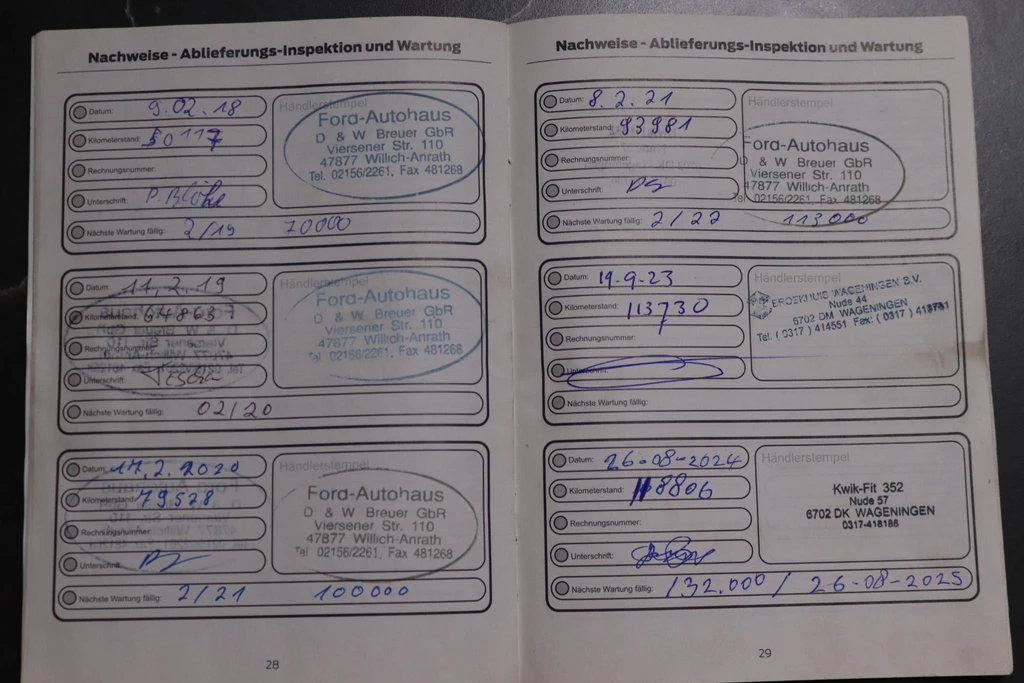 Nachweise - Ablieferungs-Inspektion und Wartung
Datum: 9.02.18
Kilometerstand: 50117
Rechnungsnummer:
Unterschrift:
Nächste Wartung fällig: 2/19 70000
Händlerstempel
Ford-Autohaus
D & W Breuer GbR
Viersener Str. 110
47877 Willich-Anrath
Tel. 02156/2261, Fax 481268
Datum: 11,2.19
Kilometerstand:
Rechnungsnummer:
Unterschrift:
Nächste Wartung fällig: 02/20
Händlerstempel
Ford-Autohaus
D & W Breuer GbR
Viersener Str. 110
47877 Willich-Anrath
Tel. 02156/2261, Fax 481268
Datum: 17,2.2020
Kilometerstand: 79528
Rechnungsnummer:
Unterschrift:
Nächste Wartung fällig: 2/21 100000
Händlerstempel
Ford-Autohaus
D & W Breuer GbR
Viersener Str. 110
47877 Willich-Anrath
Tel. 02156/2261, Fax 481268
28
Nachweise - Ablieferungs-Inspektion und Wartung
Datum: 8.2.21
Kilometerstand: 93981
Rechnungsnummer:
Unterschrift:
Nächste Wartung fällig: 2/22 113000
Händlerstempel
Ford-Autohaus
D & W Breuer GbR
Viersener Str. 110
47877 Willich-Anrath
Tel. 02156/2261, Fax 481268
Datum: 19-9-23
Kilometerstand: 113730
Rechnungsnummer:
Unterschrift:
Nächste Wartung fällig:
Händlerstempel
WAGENINGEN B.V.
Nude 44
6702 DM WAGENINGEN
Tel. (0317) 414551 Fax: (0317)
Datum: 26-08-2024
Kilometerstand: 118806
Rechnungsnummer:
Unterschrift:
Nächste Wartung fällig: 132.000 / 26-08-2025
Händlerstempel
Kwik-Fit 352
Nude 57
6702 DK WAGENINGEN
0317-418186
29